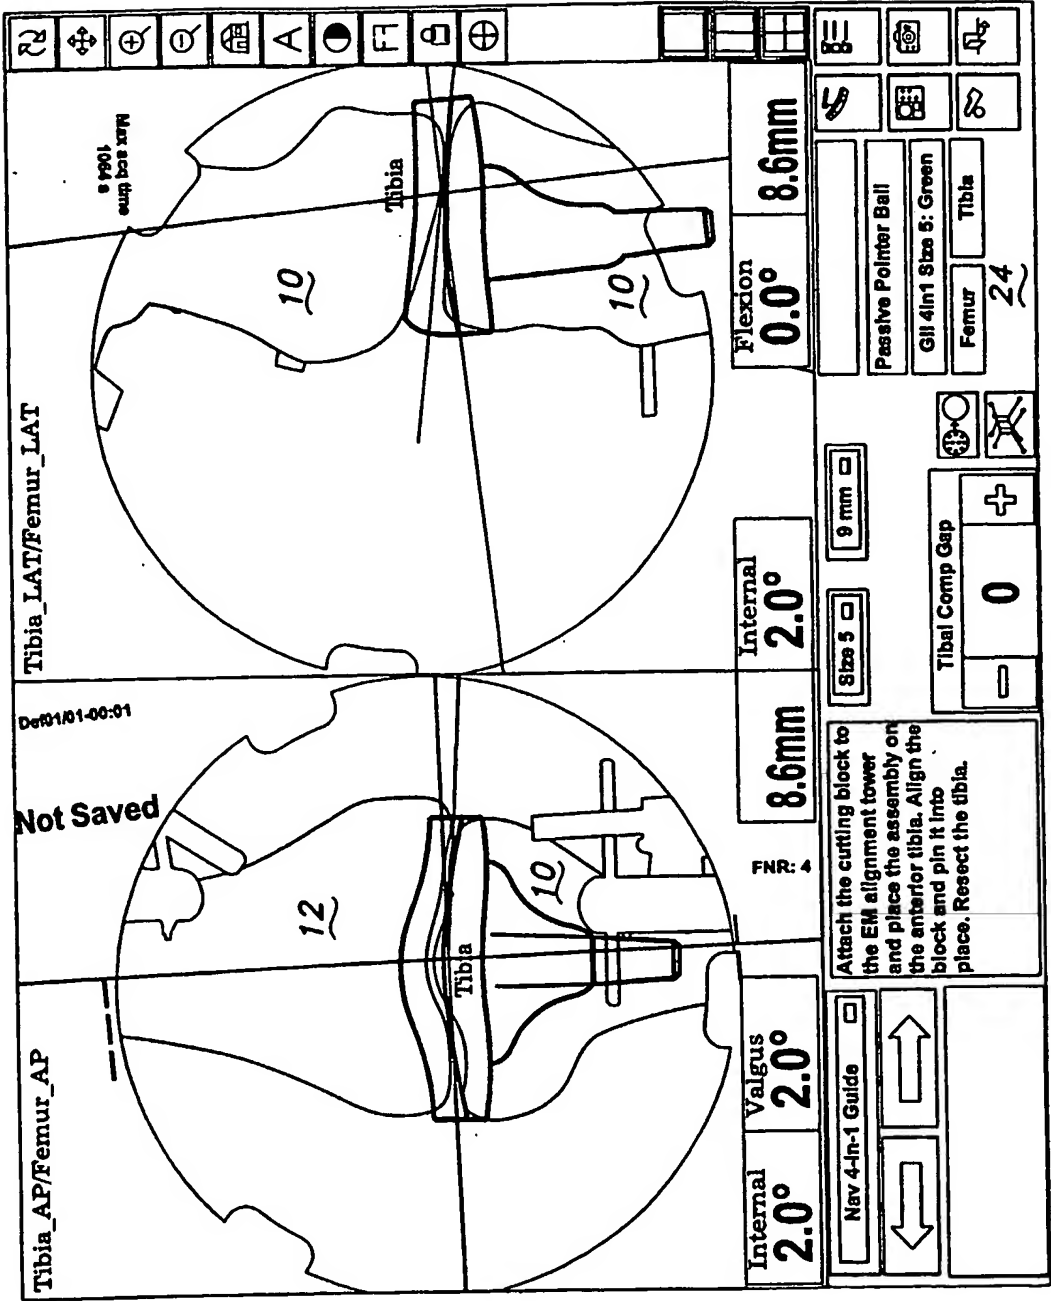 Tibia_AP/Femur_AP
Not Saved
Def01/01-00:01
12
10
Tibia
FNR: 4
Internal
2.0°
Valgus
2.0°
8.6mm
Tibia_LAT/Femur_LAT
Max acq time
1064 s
10
Tibia
10
Internal
2.0°
Flexion
0.0°
8.6mm
A
Nav 4-in-1 Guide
Attach the cutting block to
the EM alignment tower
and place the assembly on
the anterior tibia. Align the
block and pin it into
place. Resect the tibia.
Size 5
9 mm
Tibal Comp Gap
0
Passive Pointer Ball
GII 4in1 Size 5: Green
Femur
Tibia
24